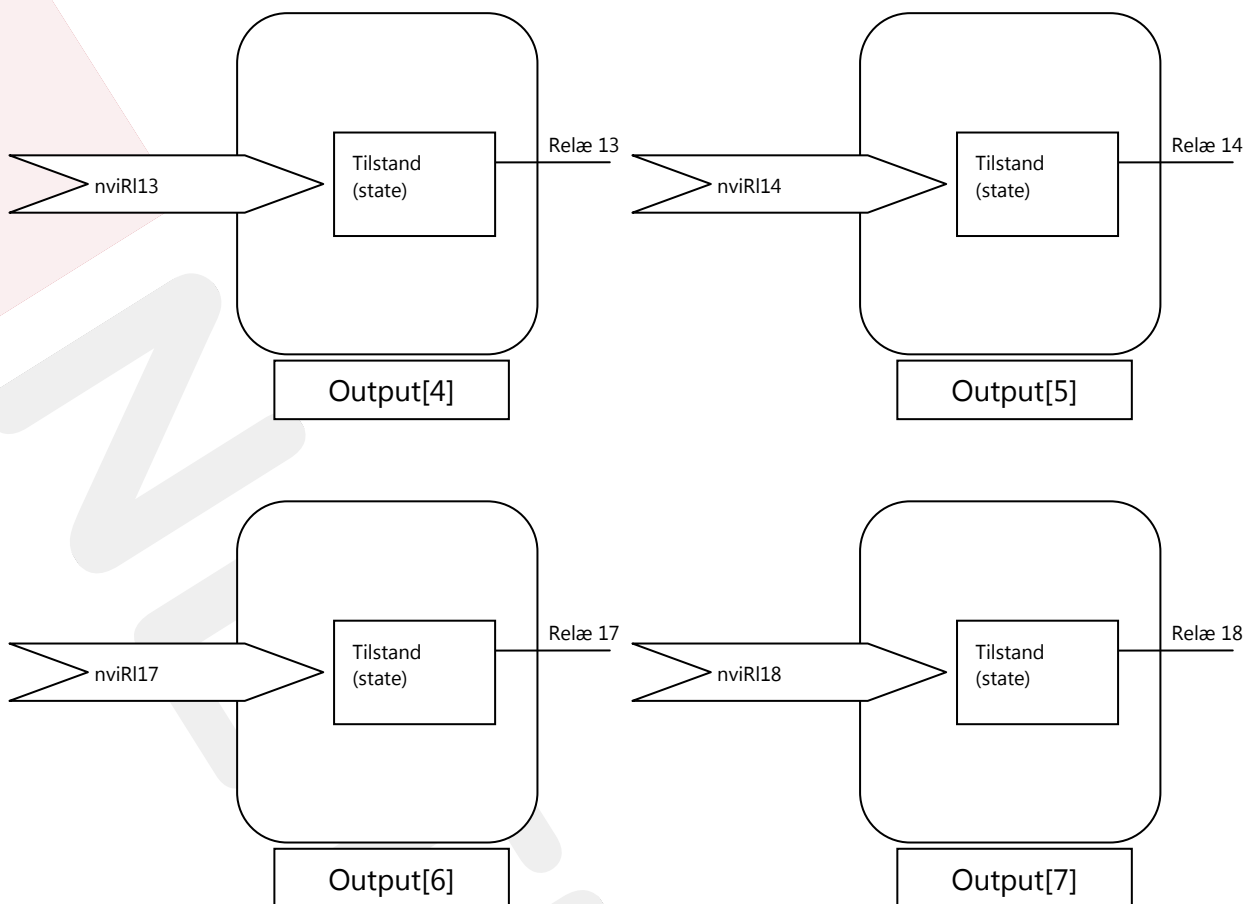 Relæ 13
nviRl13
Tilstand
(state)
Output[4]
Relæ 14
nviRl14
Tilstand
(state)
Output[5]
Relæ 17
nviRl17
Tilstand
(state)
Output[6]
Relæ 18
nviRl18
Tilstand
(state)
Output[7]